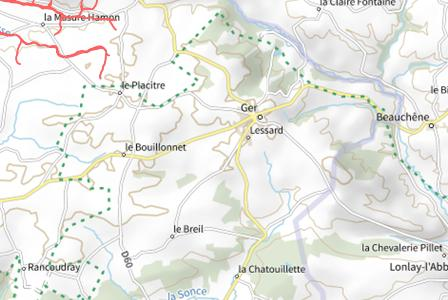 la Claire Fontaine
la Masure Hamon
le Placitre
Ger
Beauchêne
Lessard
le Bouillonnet
le Breil
D60
la Chevalerie Pillet
Rancoudray
la Chatouillette
Lonlay-l'Abb
la Sonce